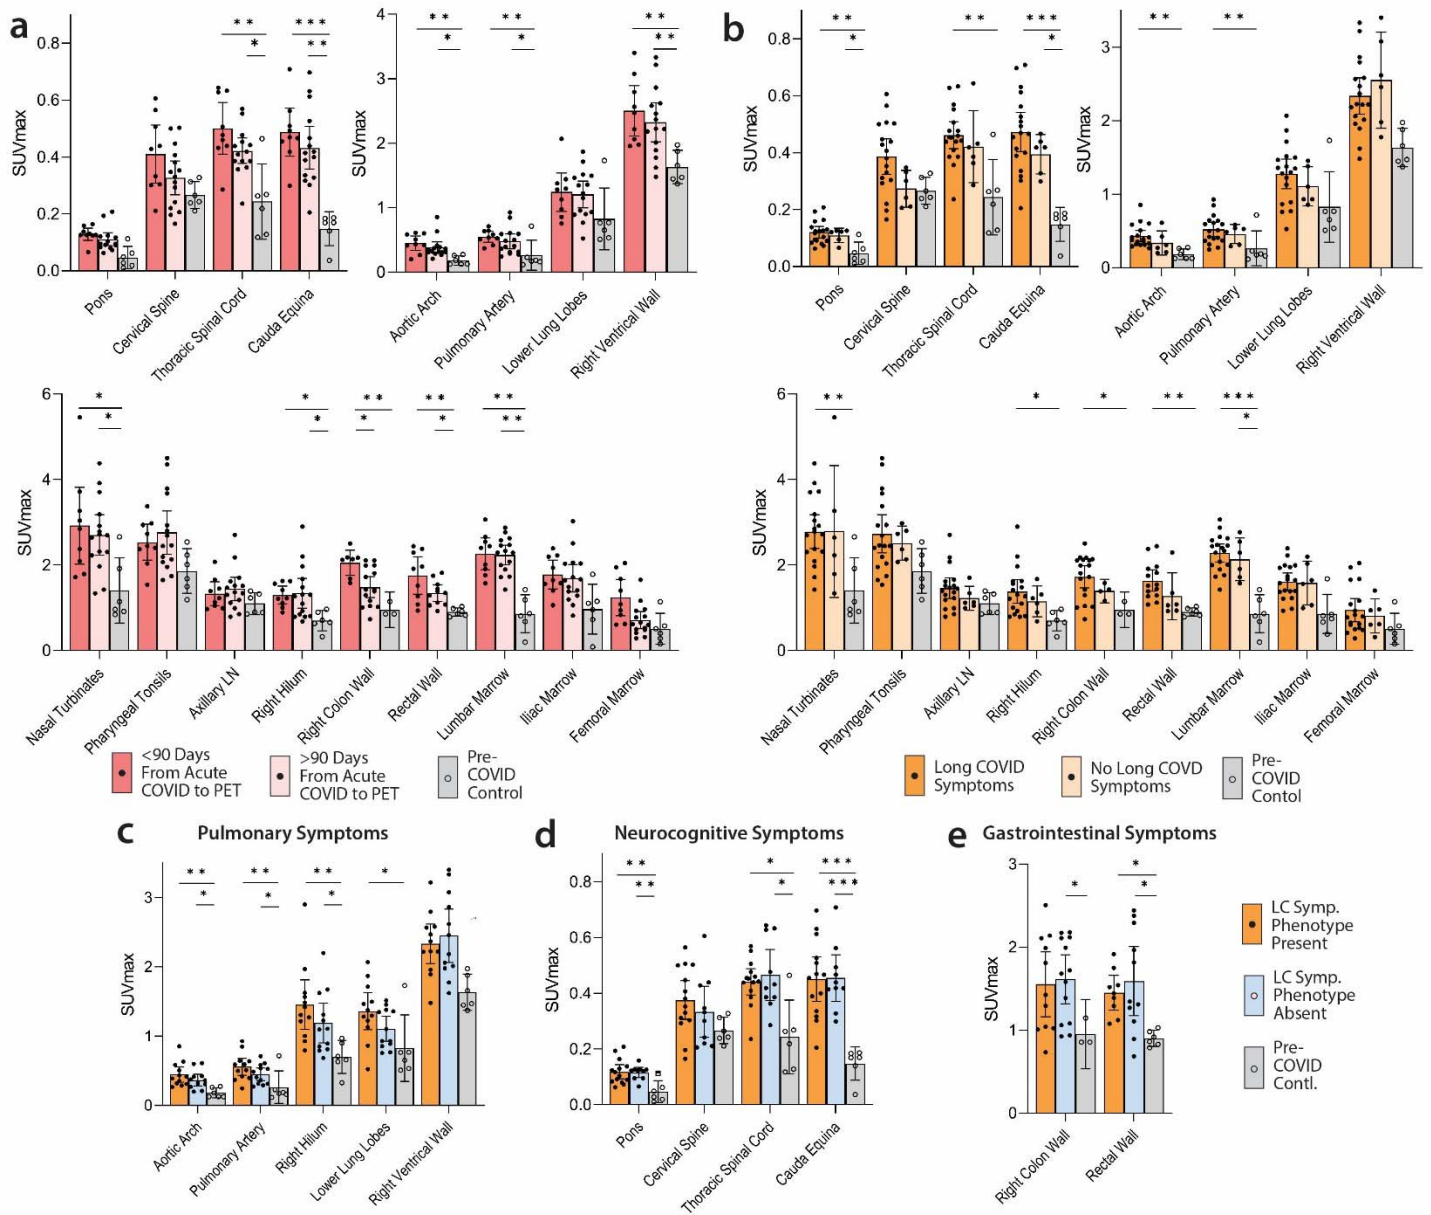 a
SUVmax
0.8
0.6
0.4
0.2
0.0
** *** * **
Pons
Cervical Spine
Thoracic Spinal Cord
Cauda Equina
SUVmax
4
3
2
1
0
** ** ** * * **
Aortic Arch
Pulmonary Artery
Lower Lung Lobes
Right Ventrical Wall
SUVmax
6
4
2
0
* * * * ** * ** * ** **
Nasal Turbinates
Pharyngeal Tonsils
Axillary LN
Right Hilum
Right Colon Wall
Rectal Wall
Lumbar Marrow
Iliac Marrow
Femoral Marrow
<90 Days
From Acute
COVID to PET
>90 Days
From Acute
COVID to PET
Pre-
COVID
Control
b
SUVmax
0.8
0.6
0.4
0.2
0.0
** ** *** * *
Pons
Cervical Spine
Thoracic Spinal Cord
Cauda Equina
SUVmax
3
2
1
0
** **
Aortic Arch
Pulmonary Artery
Lower Lung Lobes
Right Ventrical Wall
SUVmax
6
4
2
0
** * * ** *** *
Nasal Turbinates
Pharyngeal Tonsils
Axillary LN
Right Hilum
Right Colon Wall
Rectal Wall
Lumbar Marrow
Iliac Marrow
Femoral Marrow
Long COVID
Symptoms
No Long COVD
Symptoms
Pre-
COVID
Contol
c
Pulmonary Symptoms
SUVmax
3
2
1
0
** ** ** * * * *
Aortic Arch
Pulmonary Artery
Right Hilum
Lower Lung Lobes
Right Ventrical Wall
d
Neurocognitive Symptoms
SUVmax
0.8
0.6
0.4
0.2
0.0
** * *** ** * ***
Pons
Cervical Spine
Thoracic Spinal Cord
Cauda Equina
e
Gastrointestinal Symptoms
SUVmax
3
2
1
0
* * *
Right Colon Wall
Rectal Wall
LC Symp.
Phenotype
Present
LC Symp.
Phenotype
Absent
Pre-
COVID
Contl.